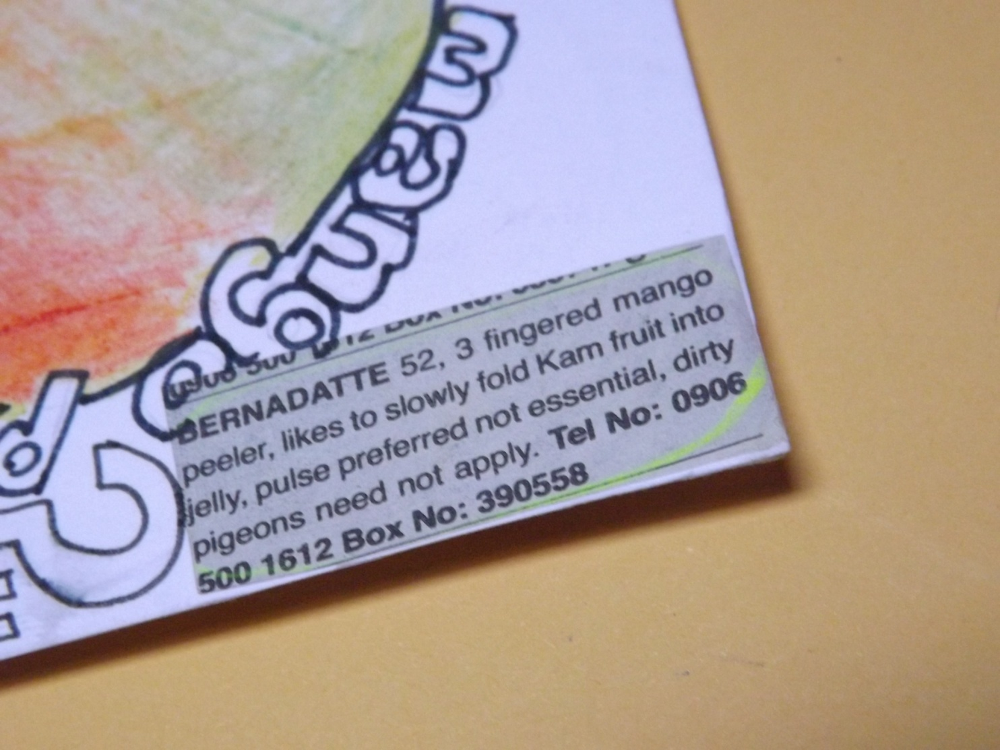 BERNADATTE 52, 3 fingered mango
peeler, likes to slowly fold Kam fruit into
jelly, pulse preferred not essential, dirty
pigeons need not apply. Tel No: 0906
500 1612 Box No: 390558